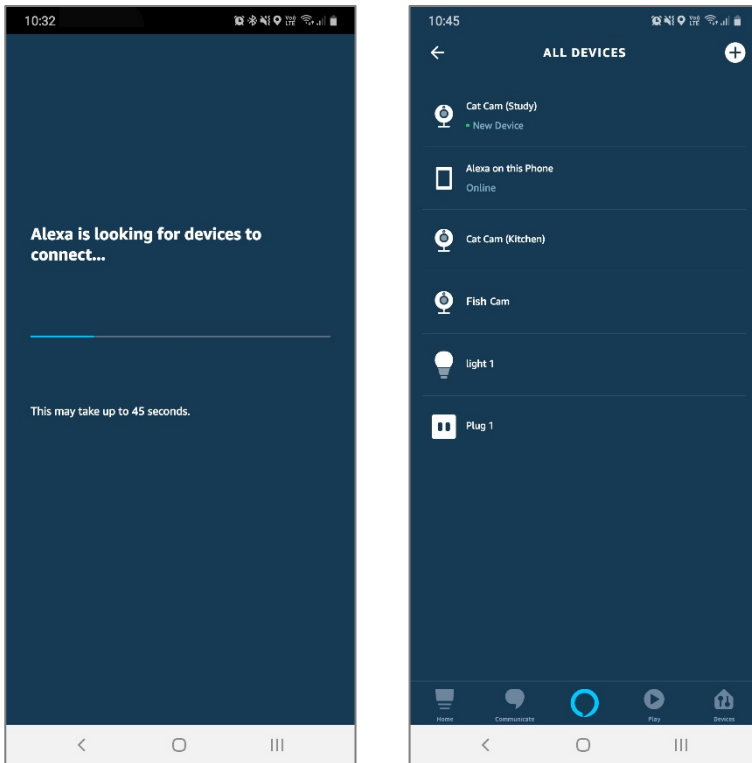 10:32
Alexa is looking for devices to
connect...
This may take up to 45 seconds.
10:45
ALL DEVICES
Cat Cam (Study)
• New Device
Alexa on this Phone
Online
Cat Cam (Kitchen)
Fish Cam
light 1
Plug 1
Home Communicate Play Devices